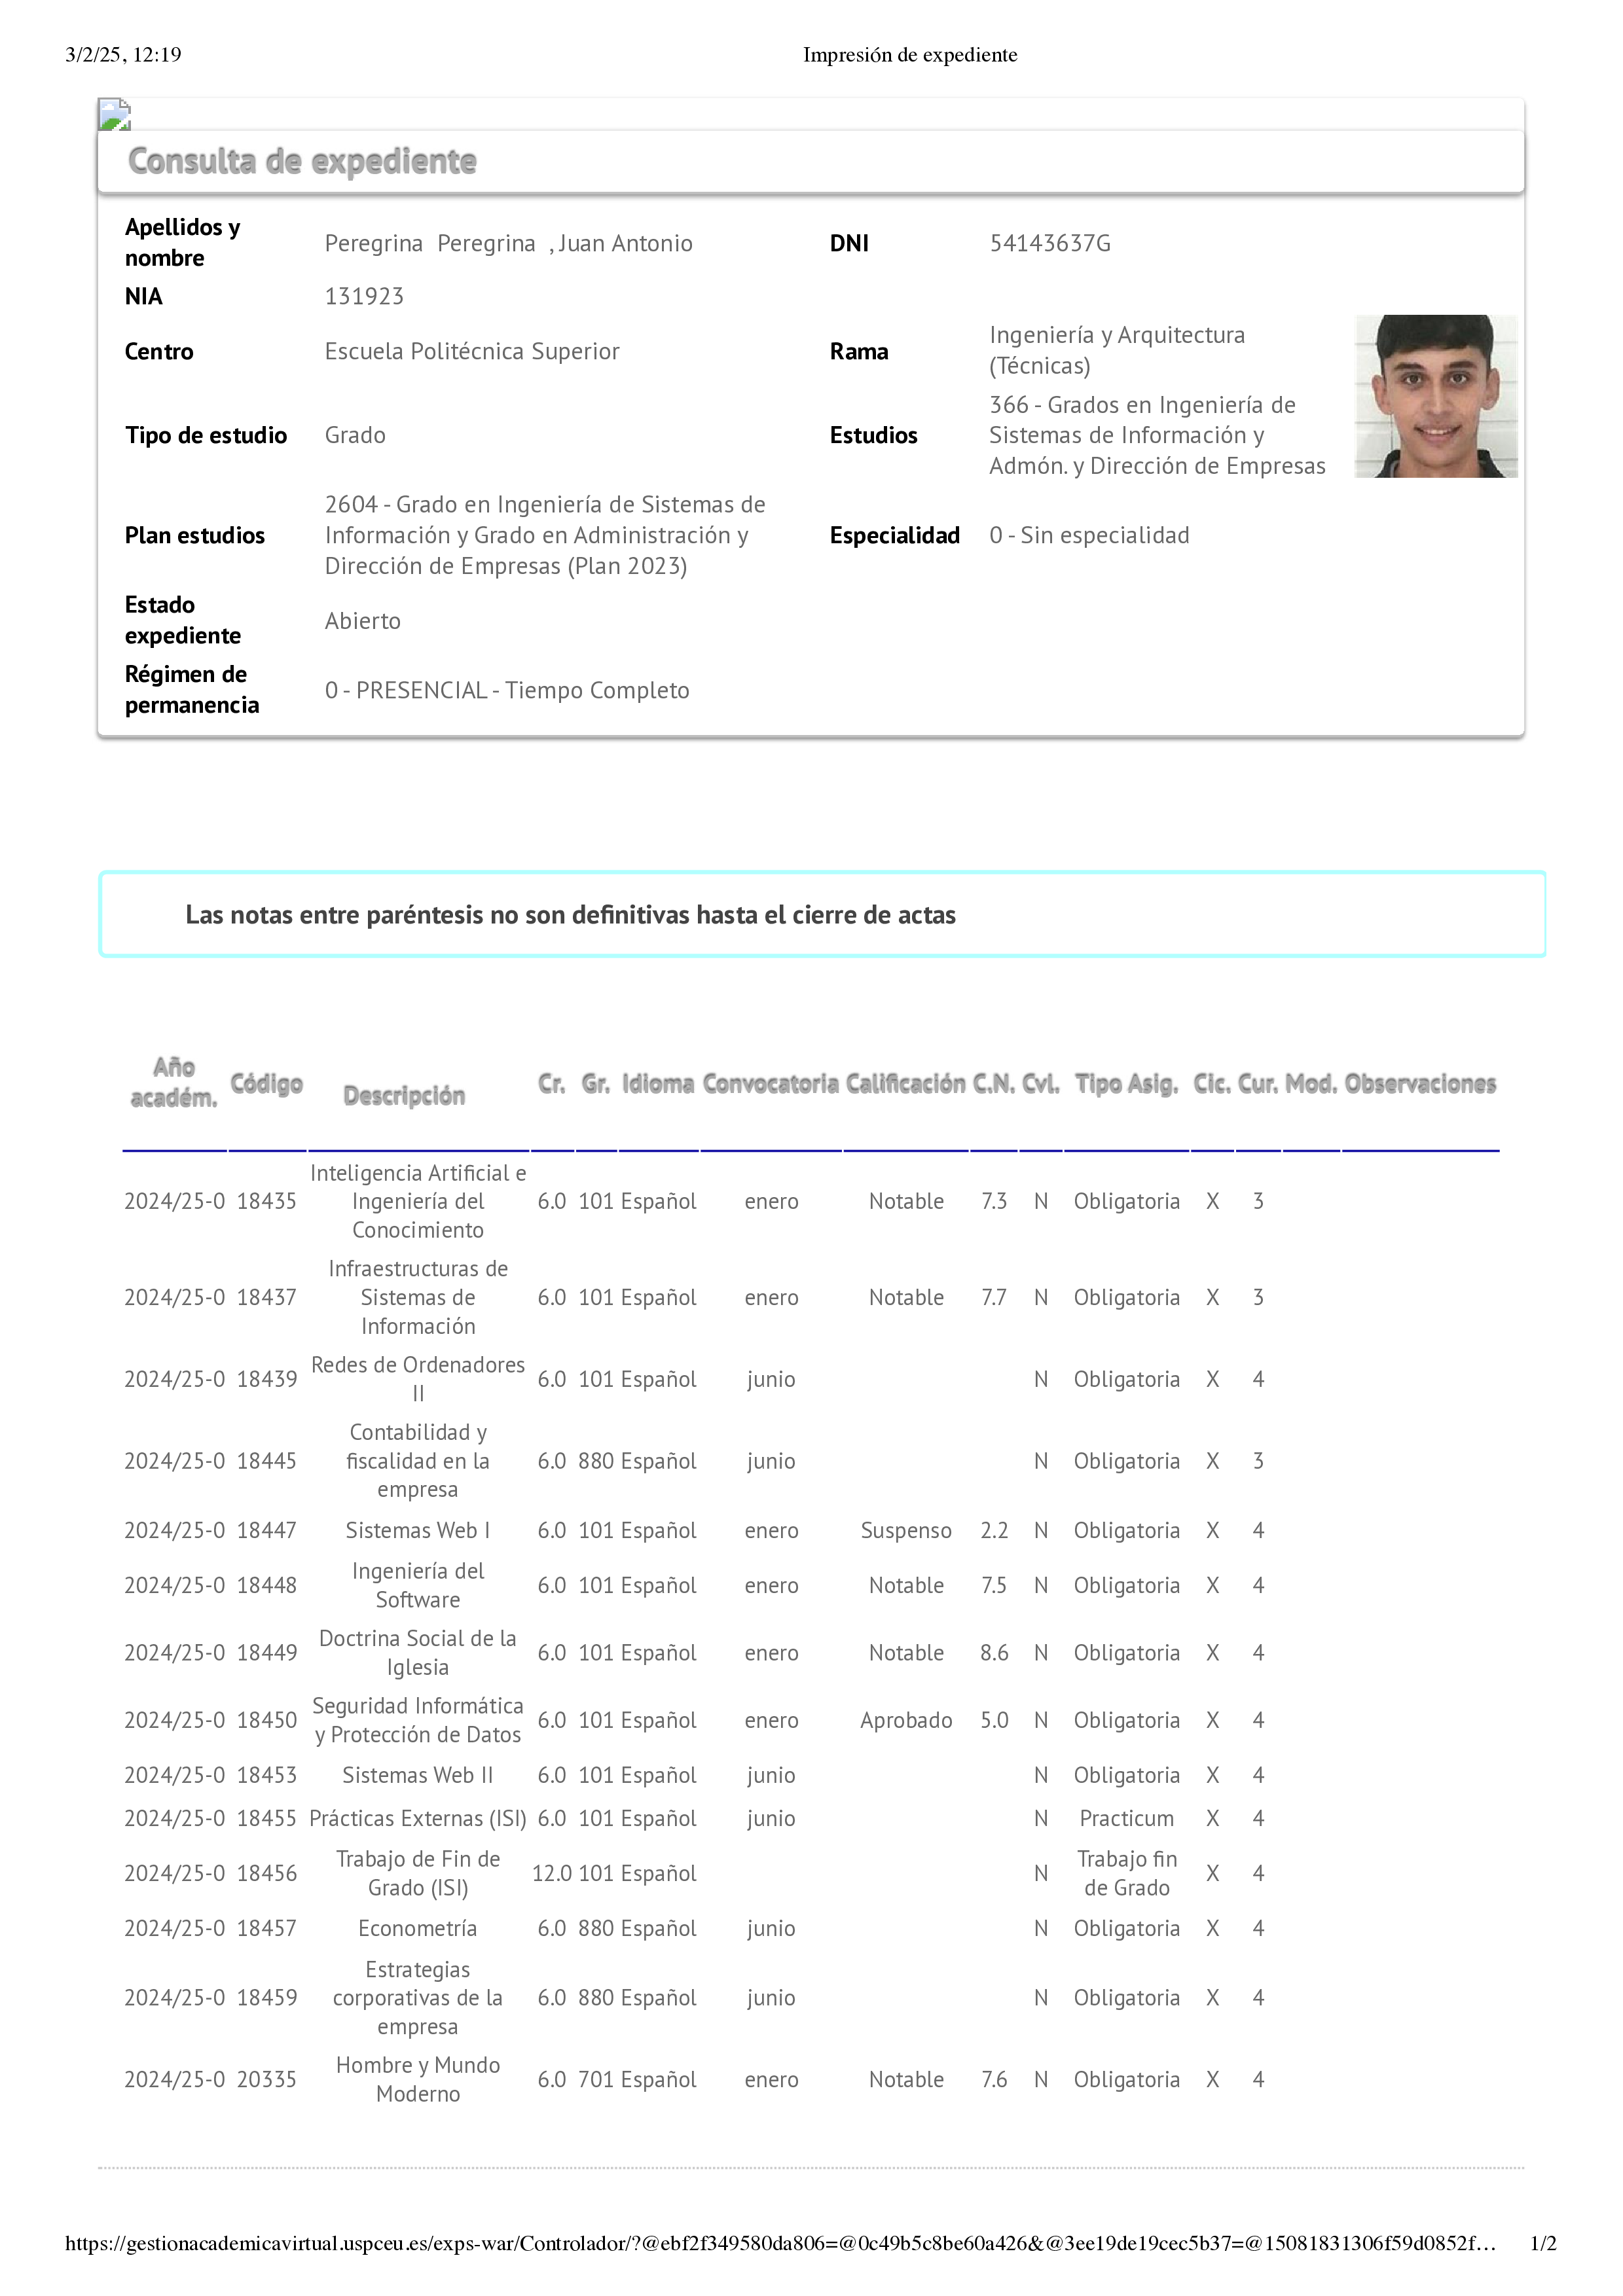 3/2/25, 12:19 Impresión de expediente
Consulta de expediente
Apellidos y nombre Peregrina Peregrina , Juan Antonio DNI 54143637G
NIA 131923
Centro Escuela Politécnica Superior Rama Ingeniería y Arquitectura (Técnicas)
Tipo de estudio Grado Estudios 366 - Grados en Ingeniería de Sistemas de Información y Admón. y Dirección de Empresas
Plan estudios 2604 - Grado en Ingeniería de Sistemas de Información y Grado en Administración y Dirección de Empresas (Plan 2023) Especialidad 0 - Sin especialidad
Estado expediente Abierto
Régimen de permanencia 0 - PRESENCIAL - Tiempo Completo
Las notas entre paréntesis no son definitivas hasta el cierre de actas
Año académ. Código Descripción Cr. Gr. Idioma Convocatoria Calificación C.N. Cvl. Tipo Asig. Cic. Cur. Mod. Observaciones
2024/25-0 18435 Inteligencia Artificial e Ingeniería del Conocimiento 6.0 101 Español enero Notable 7.3 N Obligatoria X 3
2024/25-0 18437 Infraestructuras de Sistemas de Información 6.0 101 Español enero Notable 7.7 N Obligatoria X 3
2024/25-0 18439 Redes de Ordenadores II 6.0 101 Español junio N Obligatoria X 4
2024/25-0 18445 Contabilidad y fiscalidad en la empresa 6.0 880 Español junio N Obligatoria X 3
2024/25-0 18447 Sistemas Web I 6.0 101 Español enero Suspenso 2.2 N Obligatoria X 4
2024/25-0 18448 Ingeniería del Software 6.0 101 Español enero Notable 7.5 N Obligatoria X 4
2024/25-0 18449 Doctrina Social de la Iglesia 6.0 101 Español enero Notable 8.6 N Obligatoria X 4
2024/25-0 18450 Seguridad Informática y Protección de Datos 6.0 101 Español enero Aprobado 5.0 N Obligatoria X 4
2024/25-0 18453 Sistemas Web II 6.0 101 Español junio N Obligatoria X 4
2024/25-0 18455 Prácticas Externas (ISI) 6.0 101 Español junio N Practicum X 4
2024/25-0 18456 Trabajo de Fin de Grado (ISI) 12.0 101 Español N Trabajo fin de Grado X 4
2024/25-0 18457 Econometría 6.0 880 Español junio N Obligatoria X 4
2024/25-0 18459 Estrategias corporativas de la empresa 6.0 880 Español junio N Obligatoria X 4
2024/25-0 20335 Hombre y Mundo Moderno 6.0 701 Español enero Notable 7.6 N Obligatoria X 4
https://gestionacademicavirtual.uspceu.es/exps-war/Controlador/?@ebf2f349580da806=@0c49b5c8be60a426&@3ee19de19cec5b37=@15081831306f59d0852f… 1/2